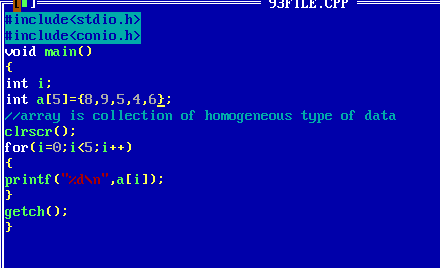 [■] 93FILE.CPP
#include<stdio.h>
#include<conio.h>
void main()
{
int i;
int a[5]={8,9,5,4,6};
//array is collection of homogeneous type of data
clrscr();
for(i=0;i<5;i++)
{
printf("%d\n",a[i]);
}
getch();
}